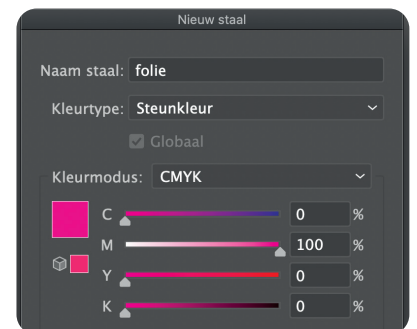 Nieuw staal
Naam staal: folie
Kleurtype: Steunkleur
Globaal
Kleurmodus: CMYK
C 0 %
M 100 %
Y 0 %
K 0 %